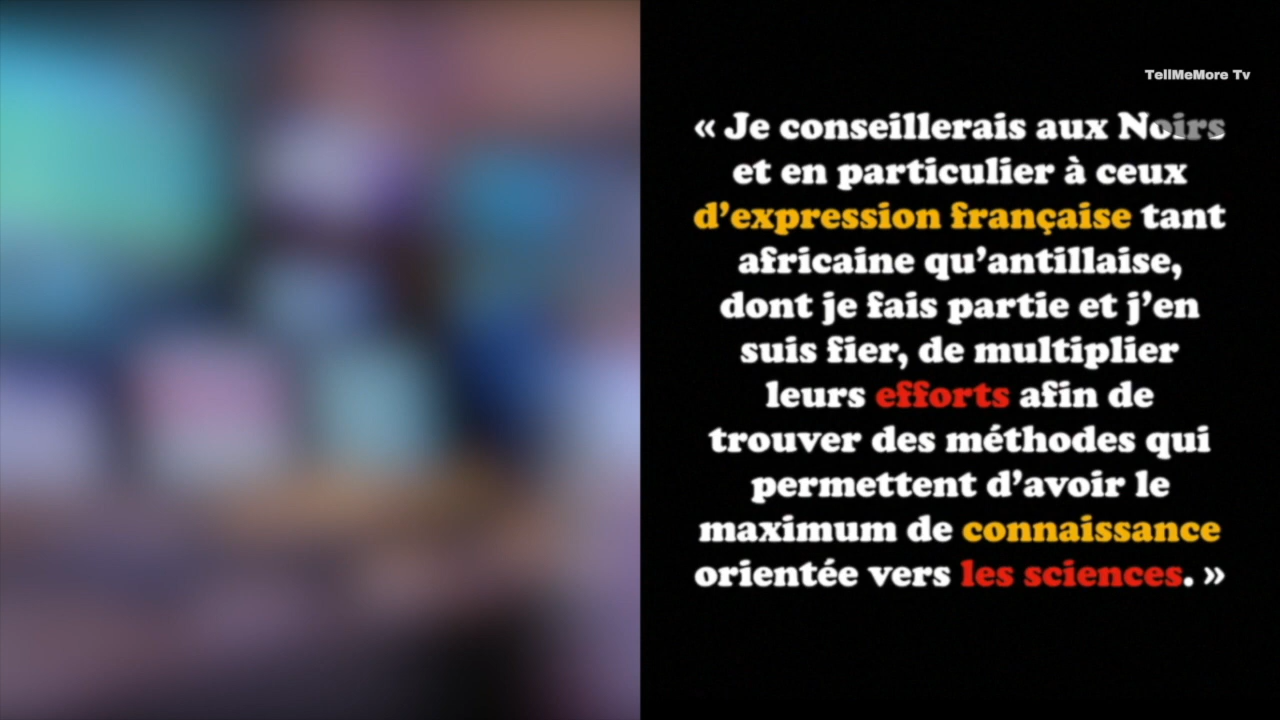 TellMeMore Tv
« Je conseillerais aux Noirs
et en particulier à ceux
d’expression française tant
africaine qu’antillaise,
dont je fais partie et j’en
suis fier, de multiplier
leurs efforts afin de
trouver des méthodes qui
permettent d’avoir le
maximum de connaissance
orientée vers les sciences. »